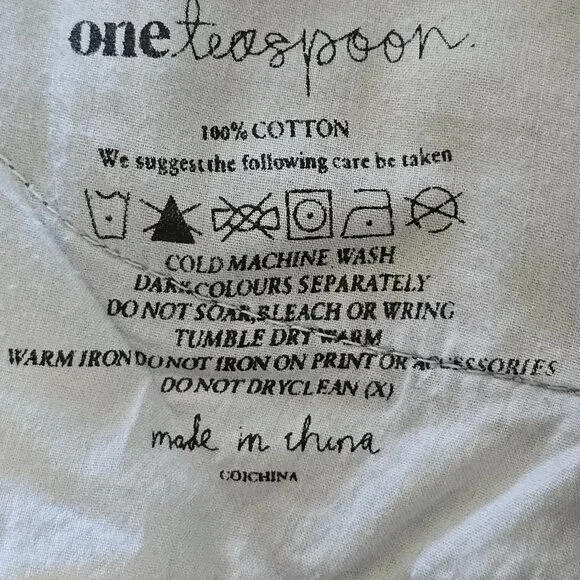 one teaspoon.
100% COTTON
We suggest the following care be taken
COLD MACHINE WASH
DARK COLOURS SEPARATELY
DO NOT SOAK, BLEACH OR WRING
TUMBLE DRY WARM
WARM IRON DO NOT IRON ON PRINT OR ACCESSORIES
DO NOT DRYCLEAN (X)
made in china
COICHINA